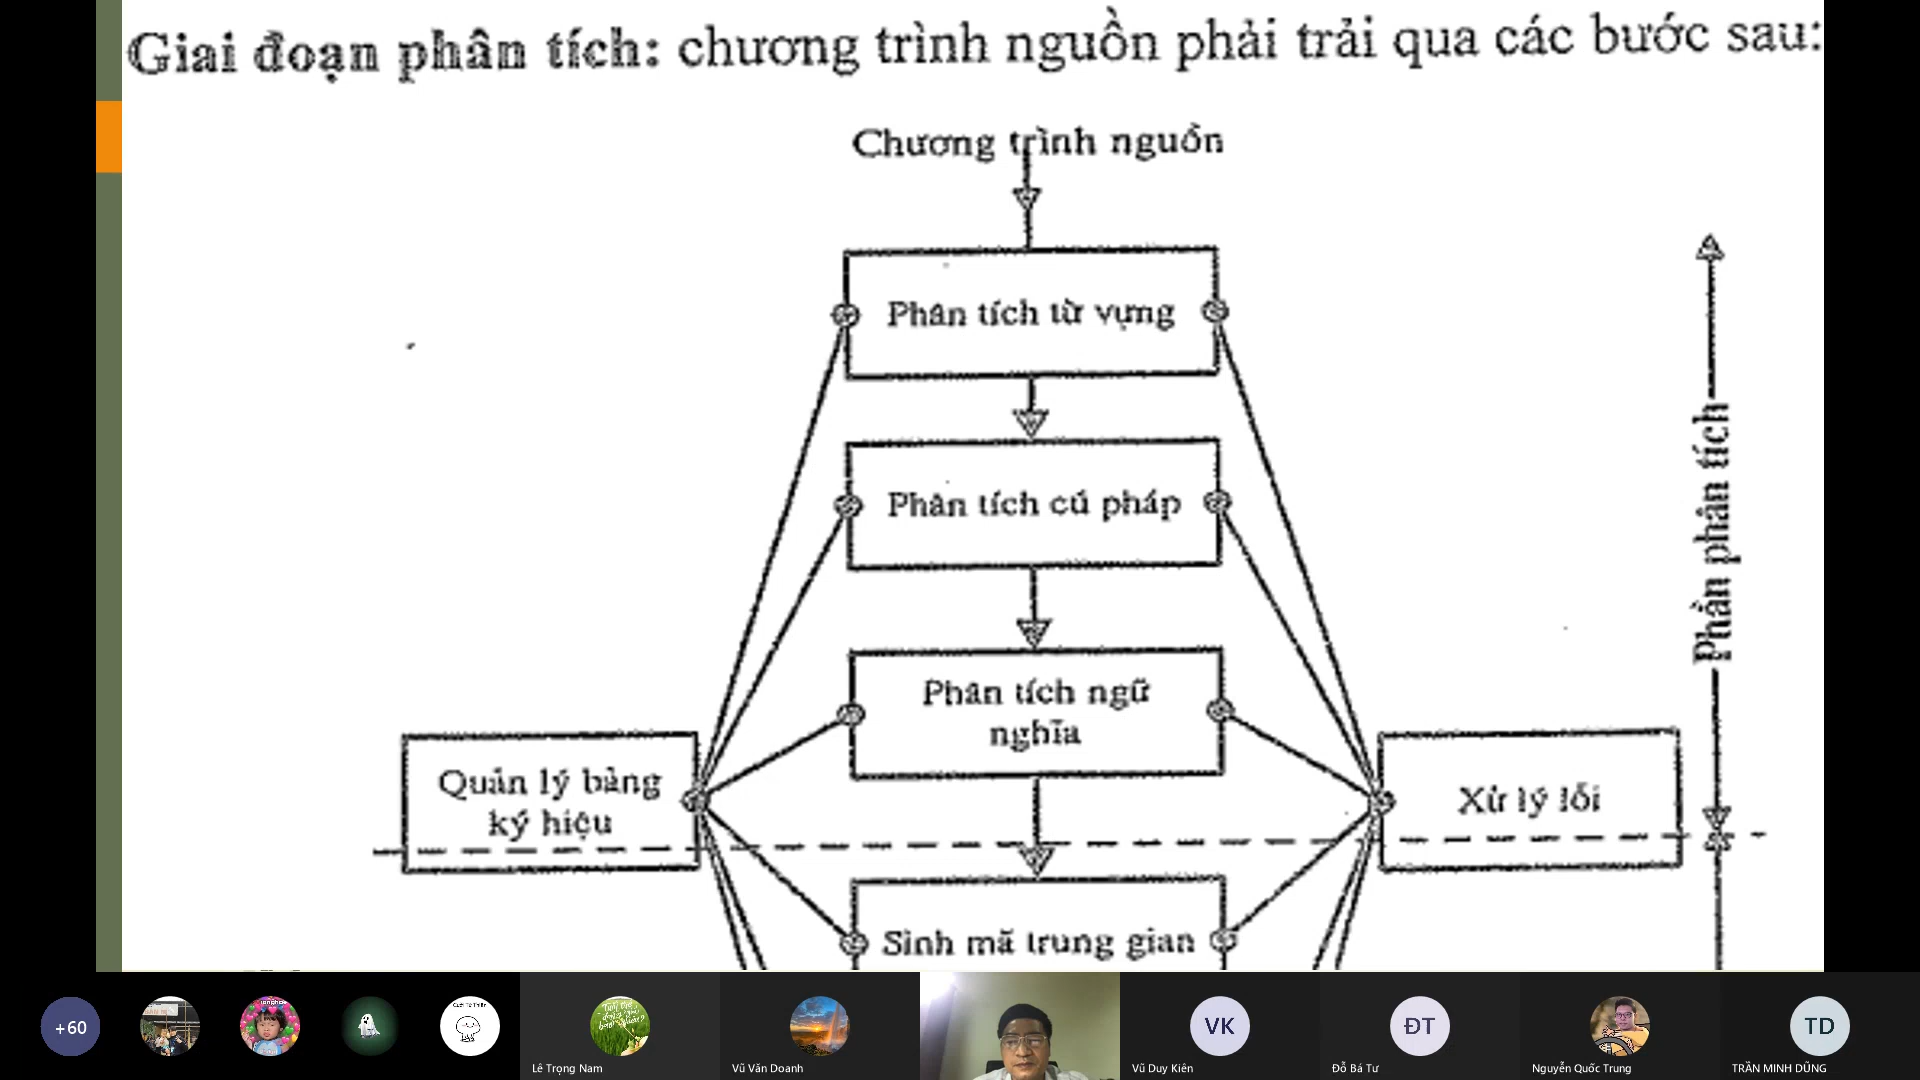 Giai đoạn phân tích: chương trình nguồn phải trải qua các bước sau:
Chương trình nguồn
Phân tích từ vựng
Phân tích cú pháp
Phân tích ngữ
nghĩa
Quản lý bảng
ký hiệu
Xử lý lỗi
Sinh mã trung gian
Phần phân tích
+60
Lê Trọng Nam
Vũ Văn Doanh
VK
Vũ Duy Kiên
ĐT
Đỗ Bá Tư
Nguyễn Quốc Trung
TD
TRẦN MINH DŨNG